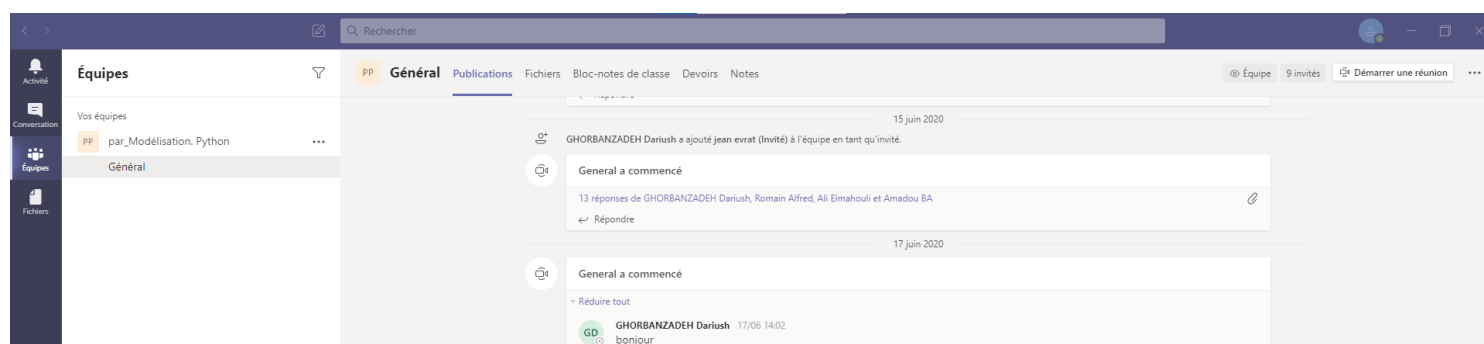 Rechercher
Activité
Conversation
Équipes
Fichiers
Équipes
Vos équipes
PP par_Modélisation. Python
Général
PP Général Publications Fichiers Bloc-notes de classe Devoirs Notes
Équipe 9 invités Démarrer une réunion
15 juin 2020
GHORBANZADEH Dariush a ajouté jean evrat (Invité) à l'équipe en tant qu'invité.
General a commencé
13 réponses de GHORBANZADEH Dariush, Romain Alfred, Ali Elmahouli et Amadou BA
Répondre
17 juin 2020
General a commencé
Réduire tout
GD GHORBANZADEH Dariush 17/06 14:02
bonjour